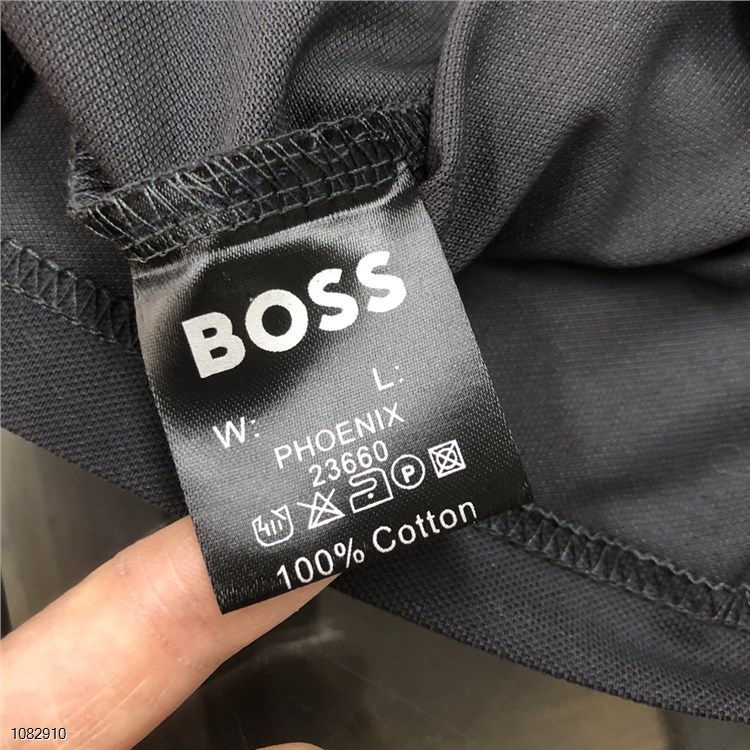 BOSS
W: L:
PHOENIX
23660
P
100% Cotton
1082910